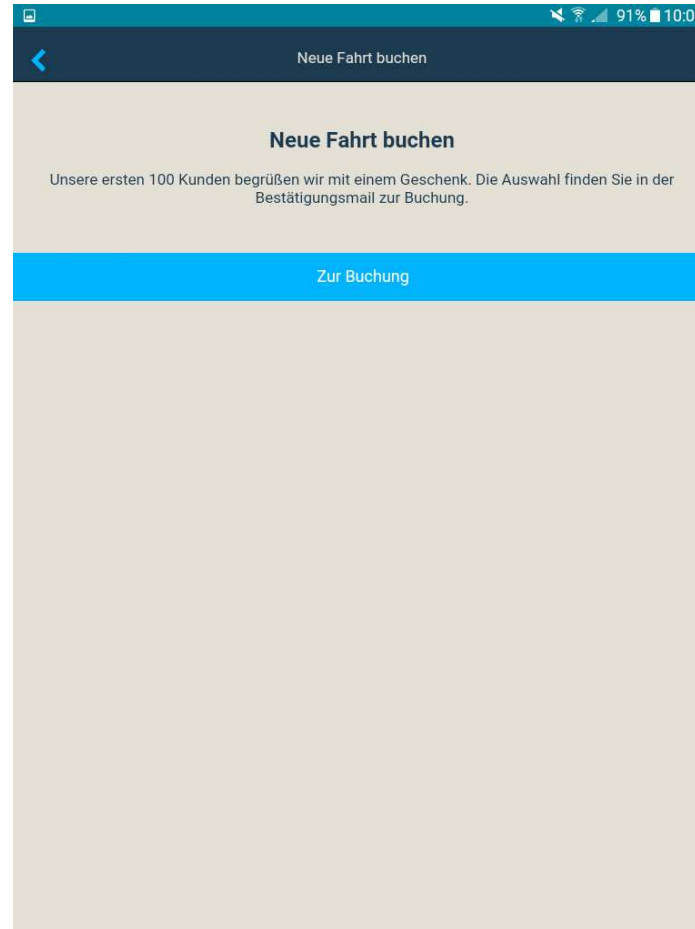 91% 10:0
Neue Fahrt buchen
Neue Fahrt buchen
Unsere ersten 100 Kunden begrüßen wir mit einem Geschenk. Die Auswahl finden Sie in der
Bestätigungsmail zur Buchung.
Zur Buchung